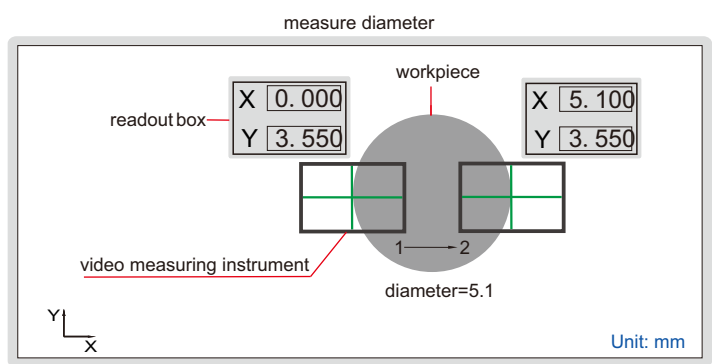 measure diameter
workpiece
readout box
X 0.000
Y 3.550
X 5.100
Y 3.550
1 2
video measuring instrument
diameter=5.1
Y
X
Unit: mm